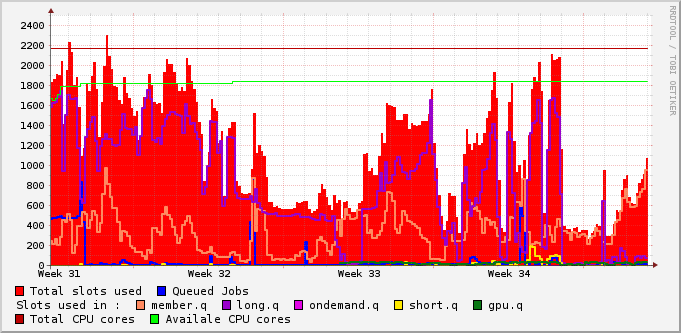 2400
2200
2000
1800
1600
1400
1200
1000
800
600
400
200
0
Week 31 Week 32 Week 33 Week 34
Total slots used Queued Jobs
Slots used in : member.q long.q ondemand.q short.q gpu.q
Total CPU cores Availale CPU cores
RRDTOOL / TOBI OETIKER